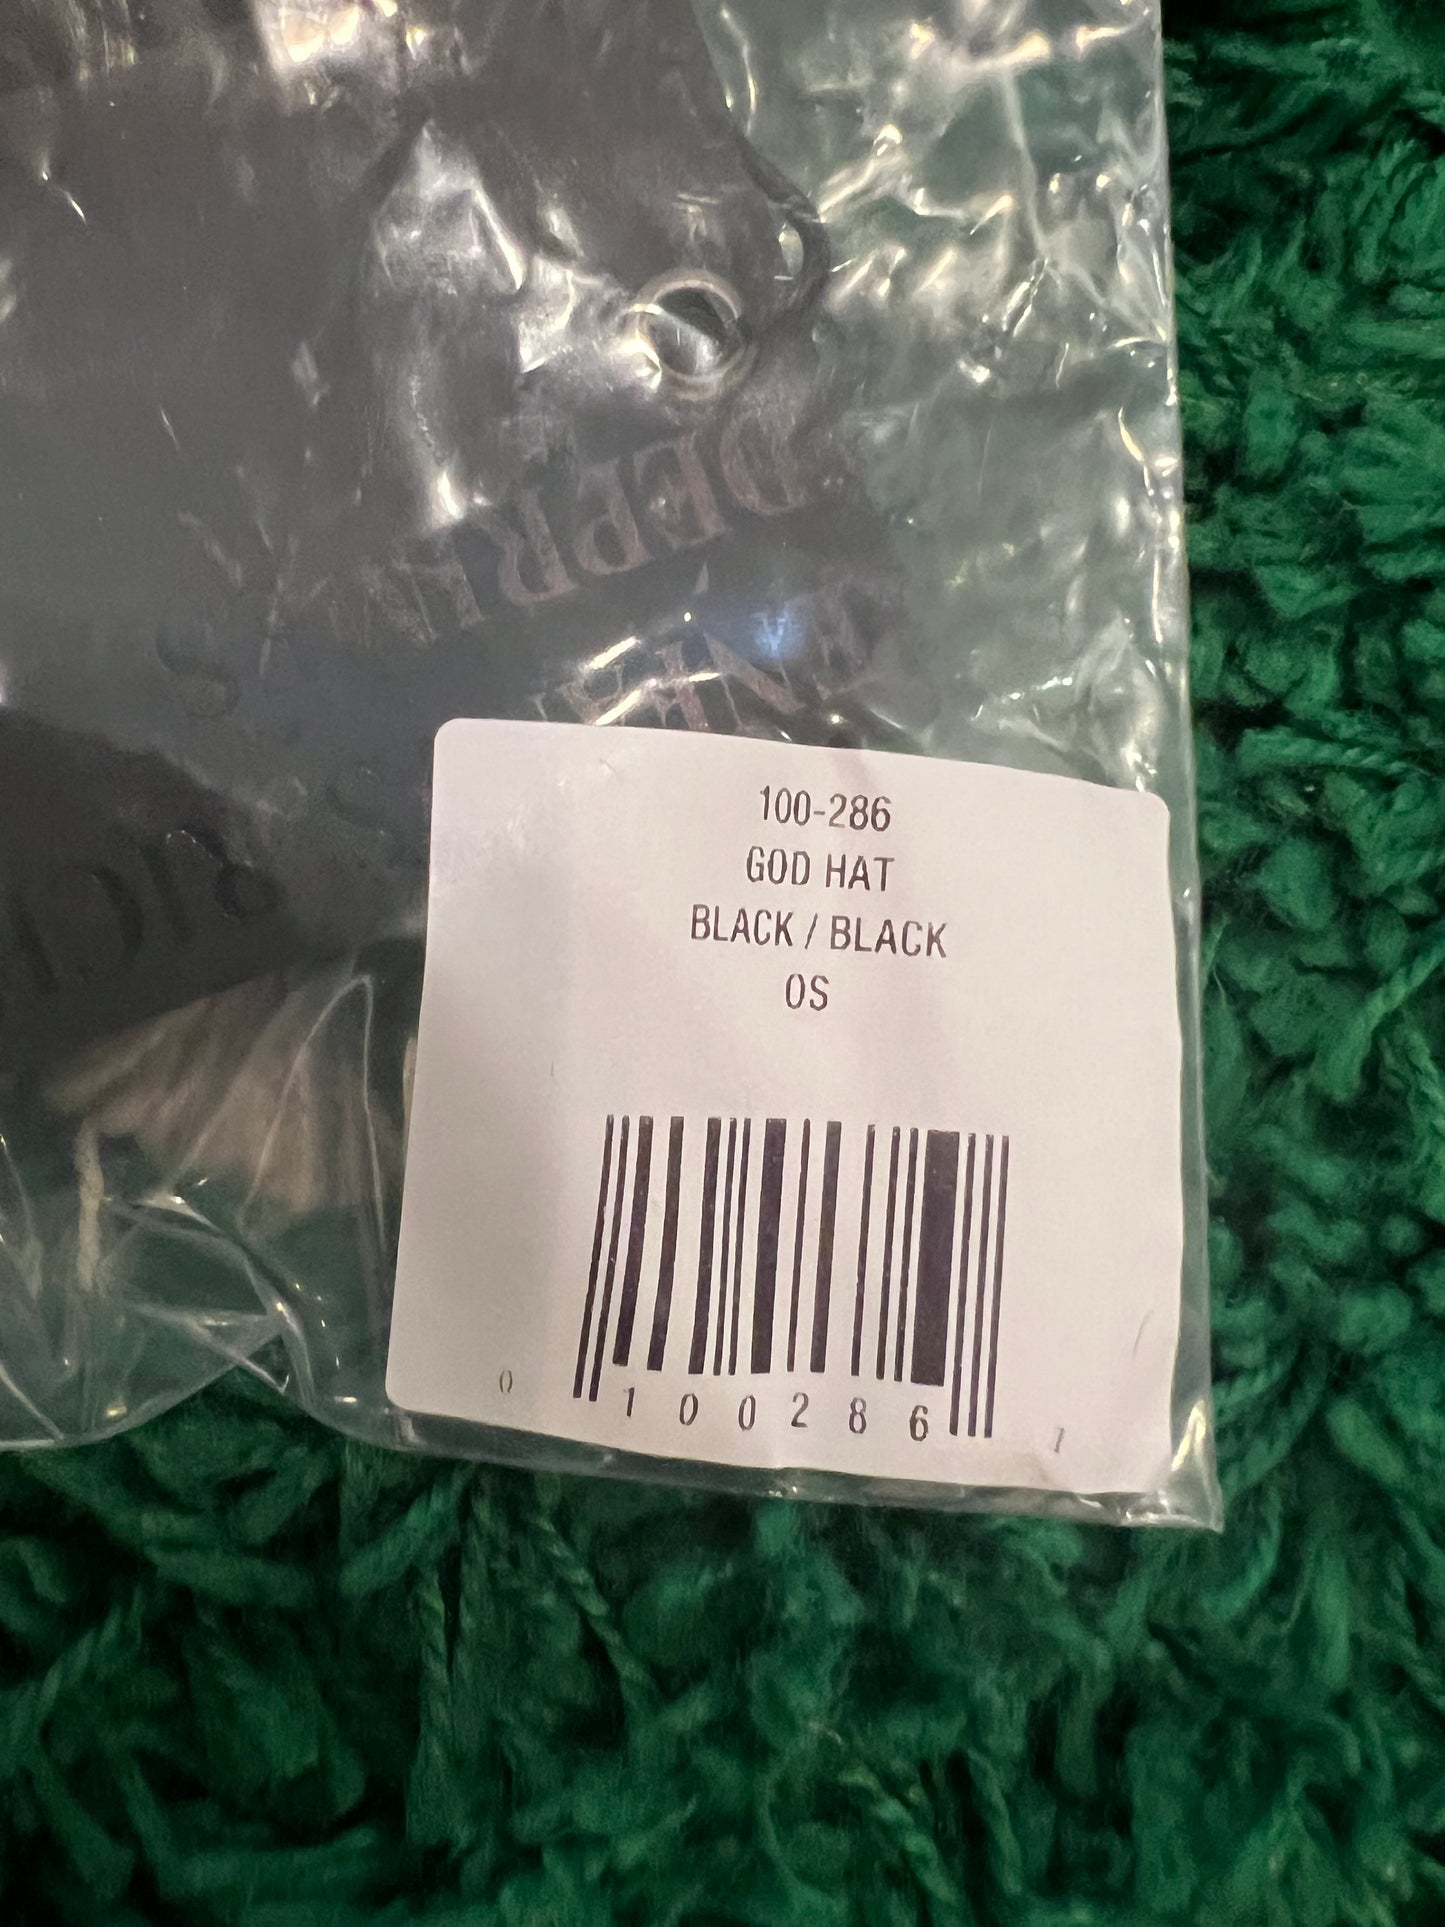 100-286
GOD HAT
BLACK / BLACK
OS
0 100286 1